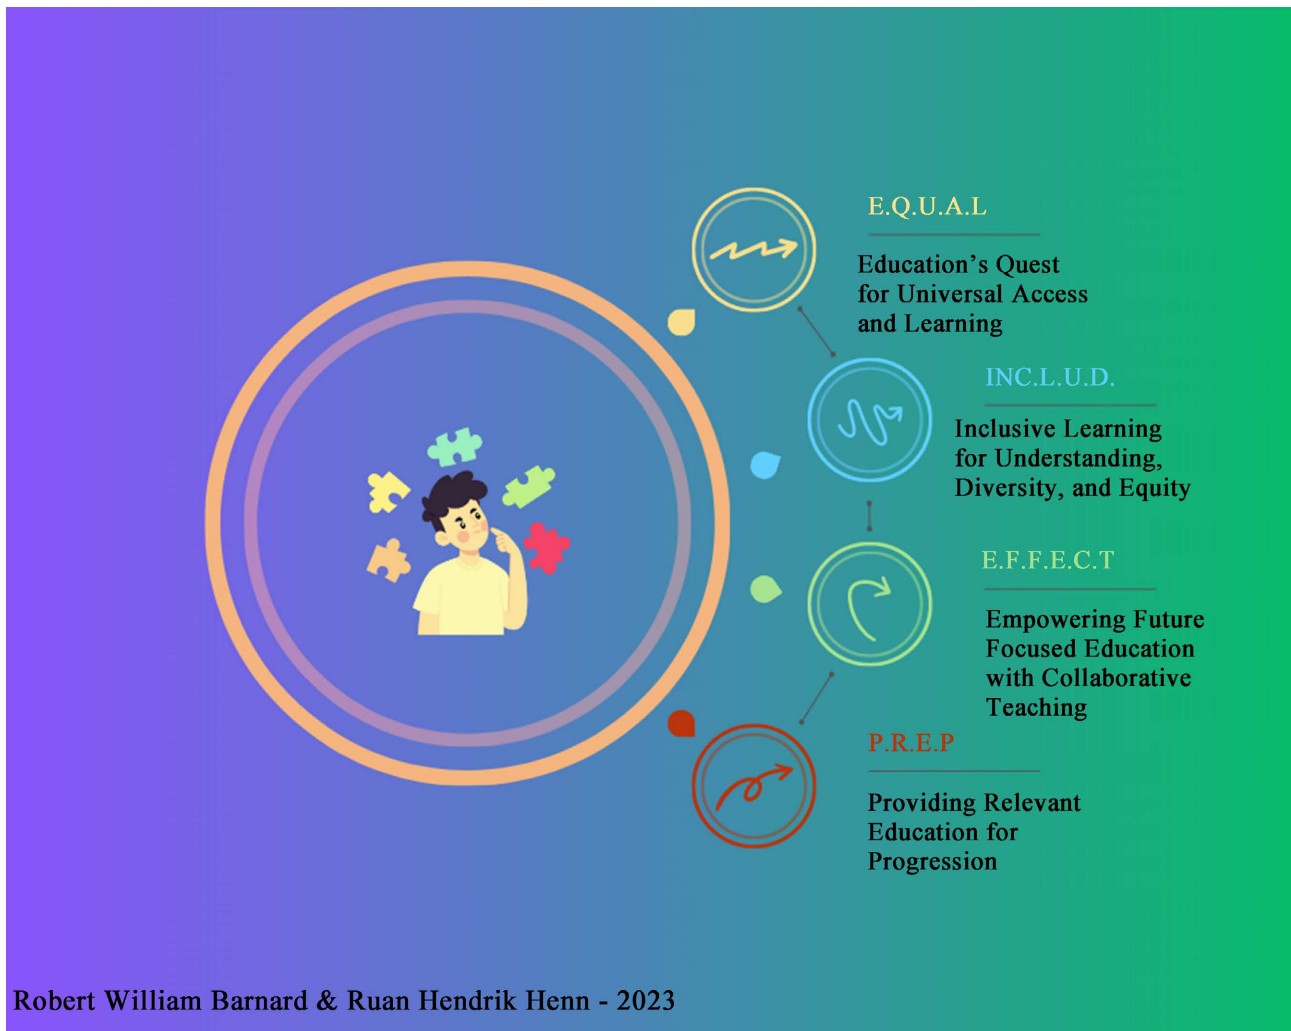 E.Q.U.A.L
Education’s Quest
for Universal Access
and Learning
INC.L.U.D.
Inclusive Learning
for Understanding,
Diversity, and Equity
E.F.F.E.C.T
Empowering Future
Focused Education
with Collaborative
Teaching
P.R.E.P
Providing Relevant
Education for
Progression
Robert William Barnard & Ruan Hendrik Henn - 2023